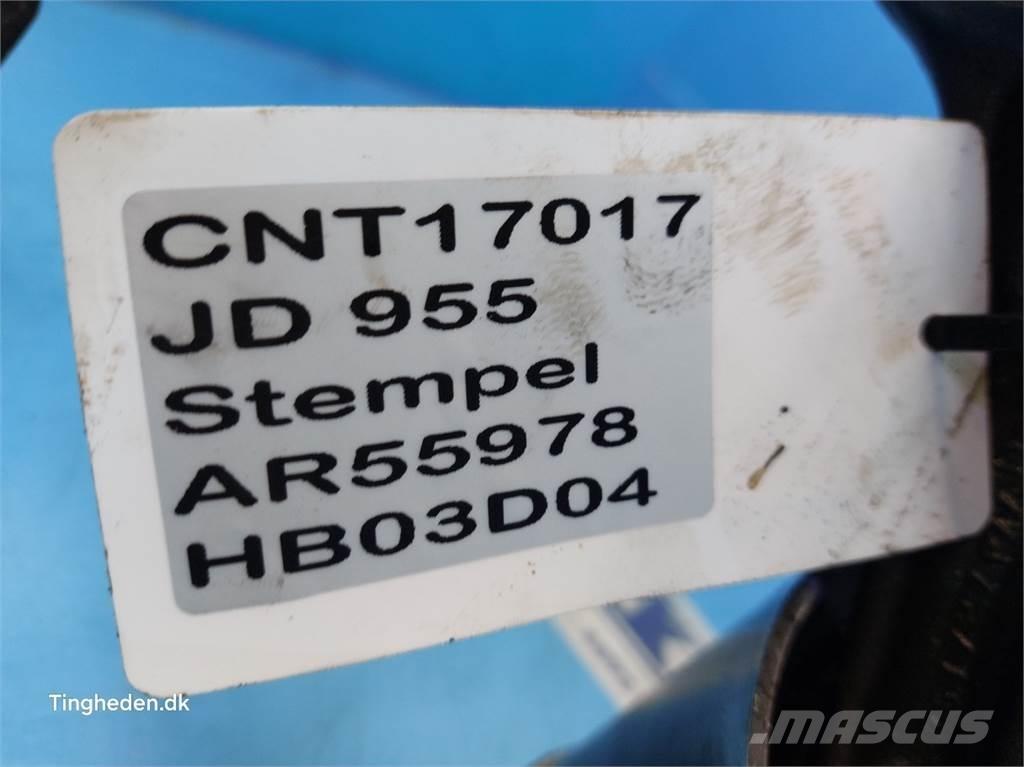 CNT17017
JD 955
Stempel
AR55978
HB03D04
Tingheden.dk
.MASCUS